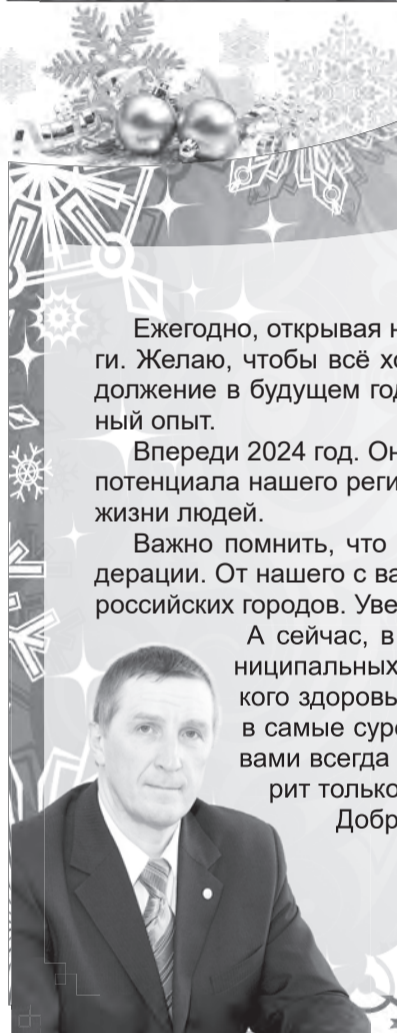 Ежегодно, открывая н
ги. Желаю, чтобы всё хо
должение в будущем год
ный опыт.
Впереди 2024 год. Он
потенциала нашего реги
жизни людей.
Важно помнить, что
дерации. От нашего с ва
российских городов. Уве
А сейчас, в
ниципальных
кого здоровь
в самые суро
вами всегда
рит только
Добр